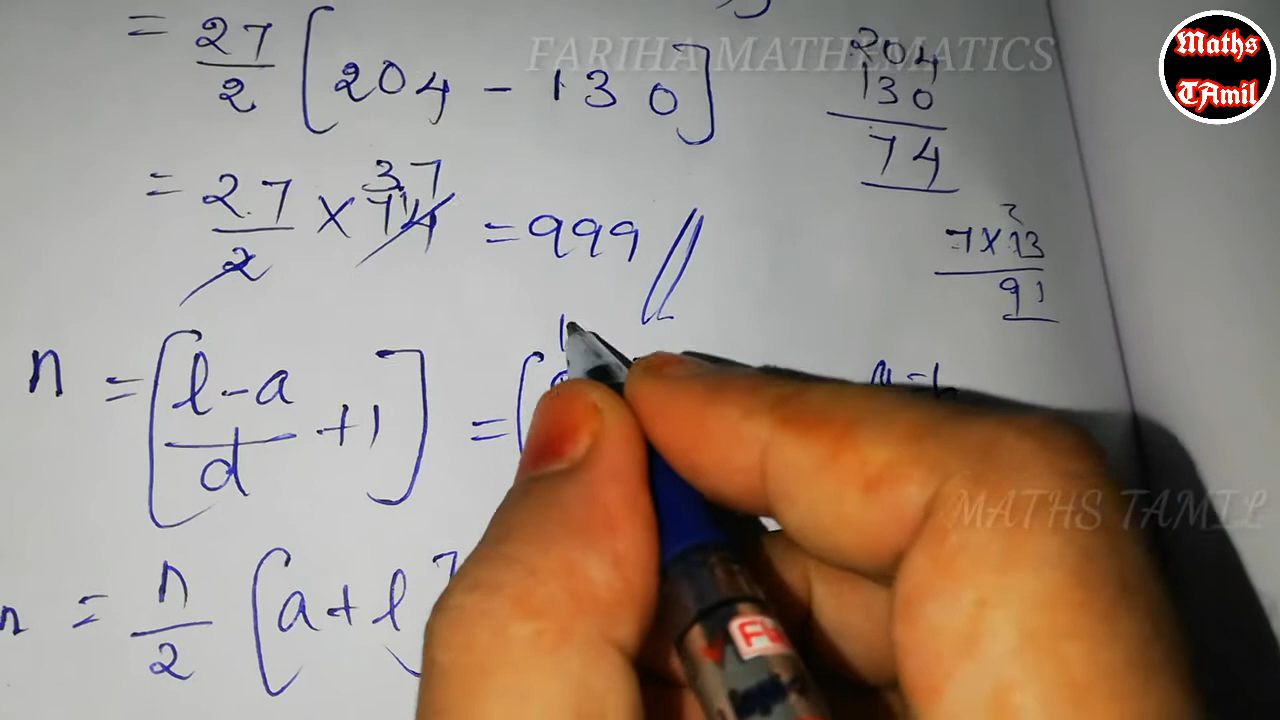 = 27/2 [204 - 130]
FARIHA MATHEMATICS
204
130
74
Maths
TAmil
= 27/2 × 74 37 = 999 //
2
7 × 13
91
n = [(l-a)/d + 1] = [
MATHS TAMIL
n = n/2 [a+l]